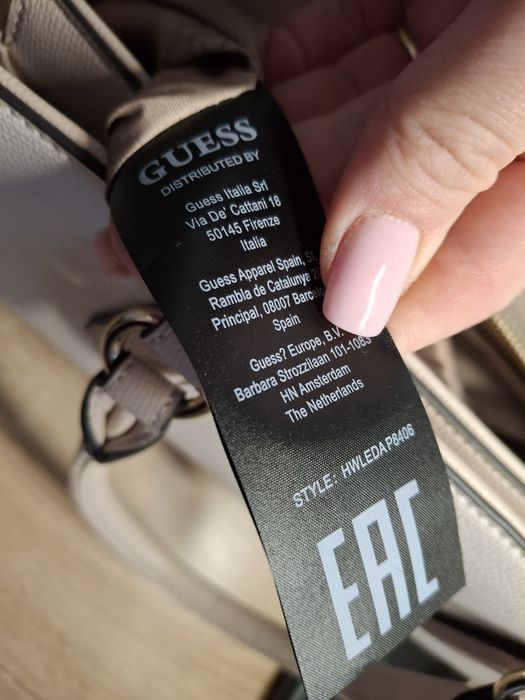 GUESS
DISTRIBUTED BY
Guess Italia Srl
Via De' Cattani 18
50145 Firenze
Italia
Guess Apparel Spain,
Rambla de Catalunya
Principal, 08007
Spain
Guess? Europe, B.V.
Barbara Strozzilaan 101-1083
HN Amsterdam
The Netherlands
STYLE: HWLEDAP8406
EAC